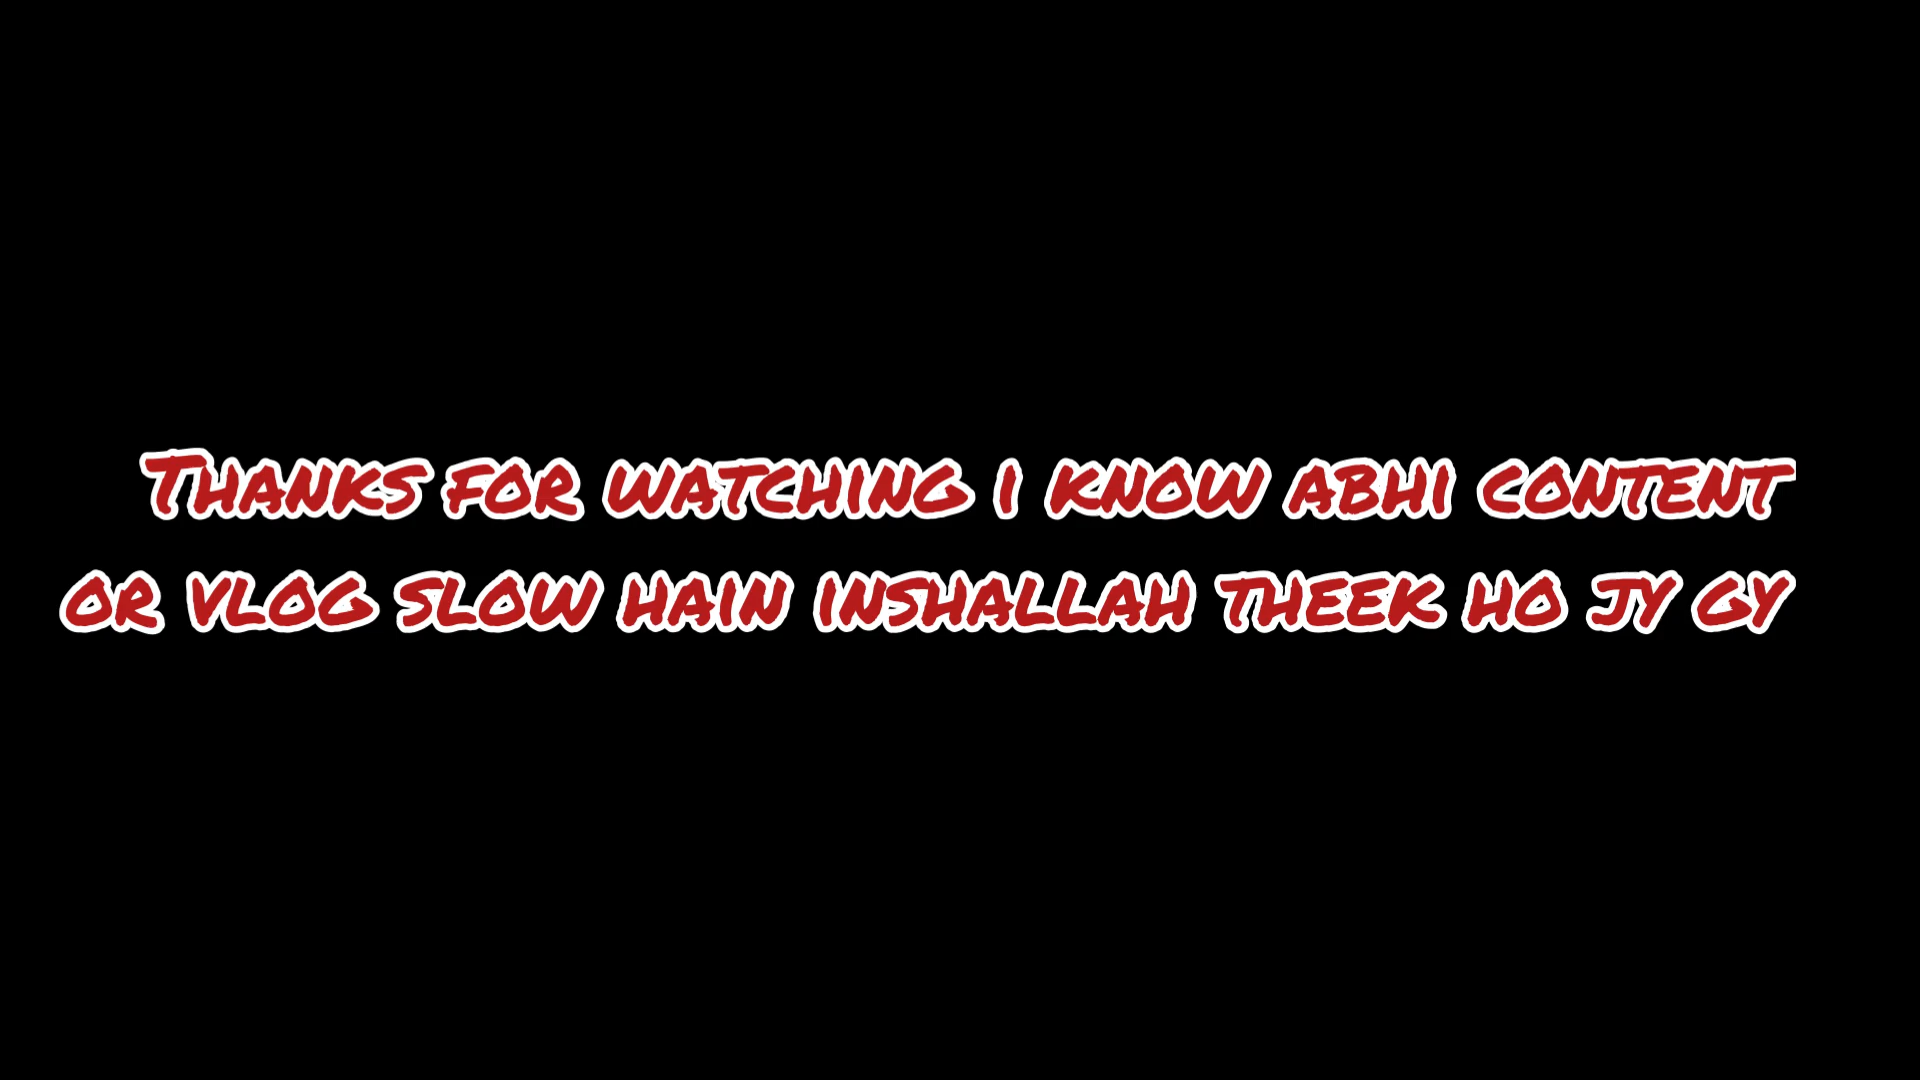 Thanks for watching i know abhi content
or vlog slow hain inshallah theek ho jy gy